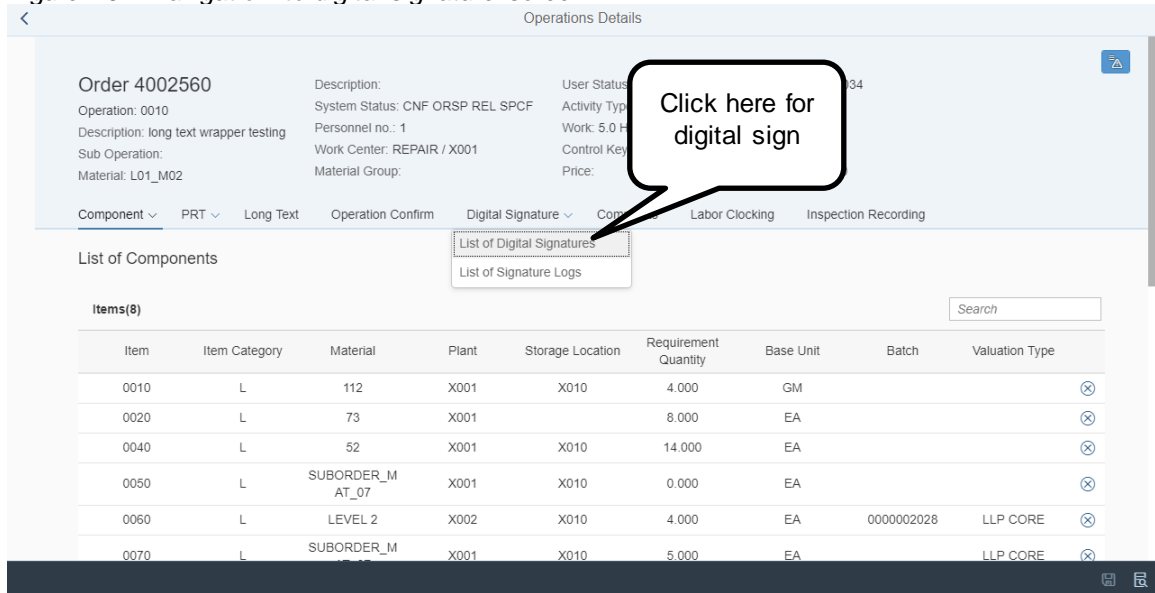 Operations Details
Order 4002560
Operation: 0010
Description: long text wrapper testing
Sub Operation:
Material: L01_M02
Description:
System Status: CNF ORSP REL SPCF
Personnel no.: 1
Work Center: REPAIR / X001
Material Group:
User Status
Activity Typ
Work: 5.0 H
Control Key
Price:
034
Click here for
digital sign
Component PRT Long Text Operation Confirm Digital Signature Labor Clocking Inspection Recording
List of Digital Signatures
List of Signature Logs
List of Components
Items(8) Search
Item Item Category Material Plant Storage Location Requirement Quantity Base Unit Batch Valuation Type
0010 L 112 X001 X010 4.000 GM
0020 L 73 X001 8.000 EA
0040 L 52 X001 X010 14.000 EA
0050 L SUBORDER_M
AT_07 X001 X010 0.000 EA
0060 L LEVEL 2 X002 X010 4.000 EA 0000002028 LLP CORE
0070 L SUBORDER_M X001 X010 5.000 EA LLP CORE